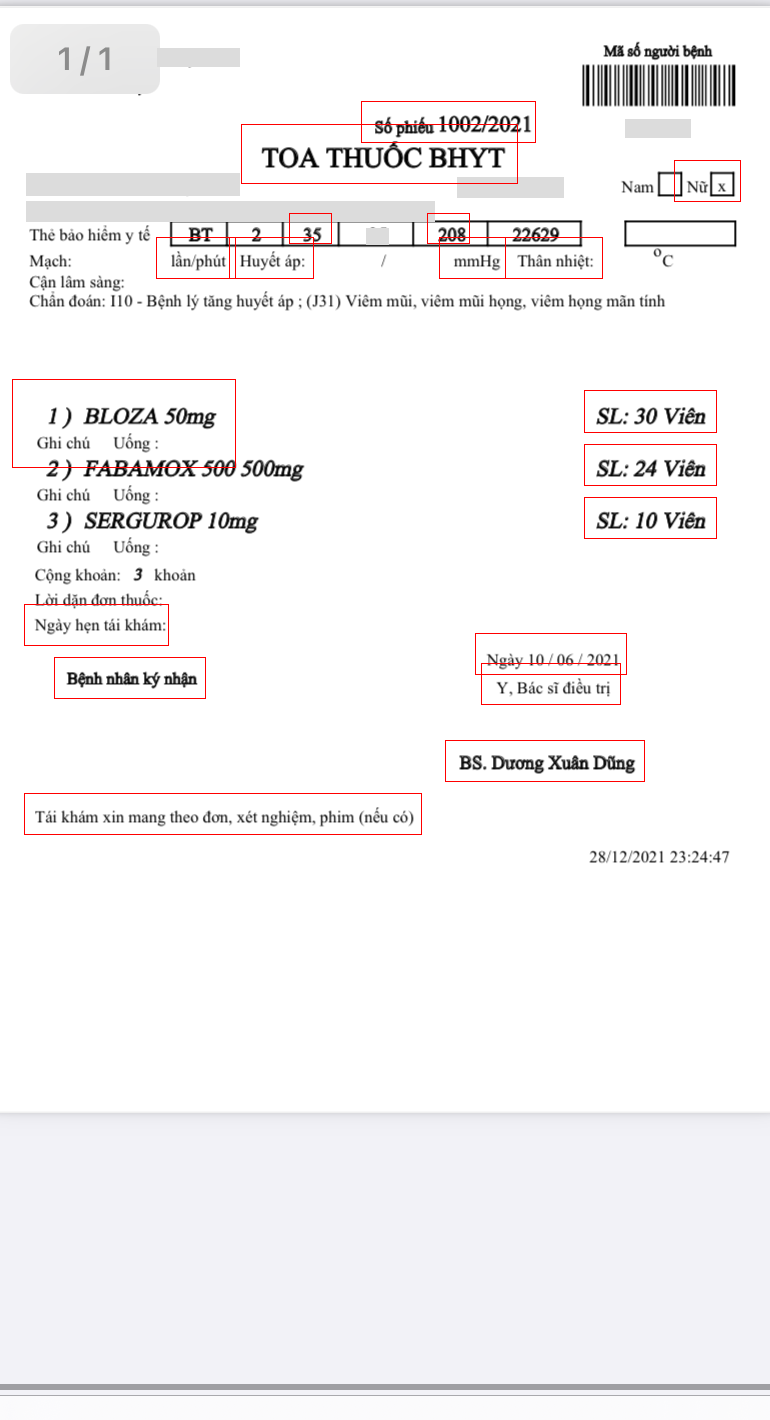 1/1
Mã số người bệnh
Số phiếu 1002/2021
TOA THUỐC BHYT
Nam Nữ x
Thẻ bảo hiểm y tế BT 2 35 208 22629
Mạch: lần/phút Huyết áp: / mmHg Thân nhiệt: °C
Cận lâm sàng:
Chẩn đoán: I10 - Bệnh lý tăng huyết áp ; (J31) Viêm mũi, viêm mũi họng, viêm họng mãn tính
1 ) BLOZA 50mg SL: 30 Viên
Ghi chú Uống :
2 ) FABAMOX 500 500mg SL: 24 Viên
Ghi chú Uống :
3 ) SERGUROP 10mg SL: 10 Viên
Ghi chú Uống :
Cộng khoản: 3 khoản
Lời dặn đơn thuốc:
Ngày hẹn tái khám:
Ngày 10 / 06 / 2021
Bệnh nhân ký nhận
Y, Bác sĩ điều trị
BS. Dương Xuân Dũng
Tái khám xin mang theo đơn, xét nghiệm, phim (nếu có)
28/12/2021 23:24:47